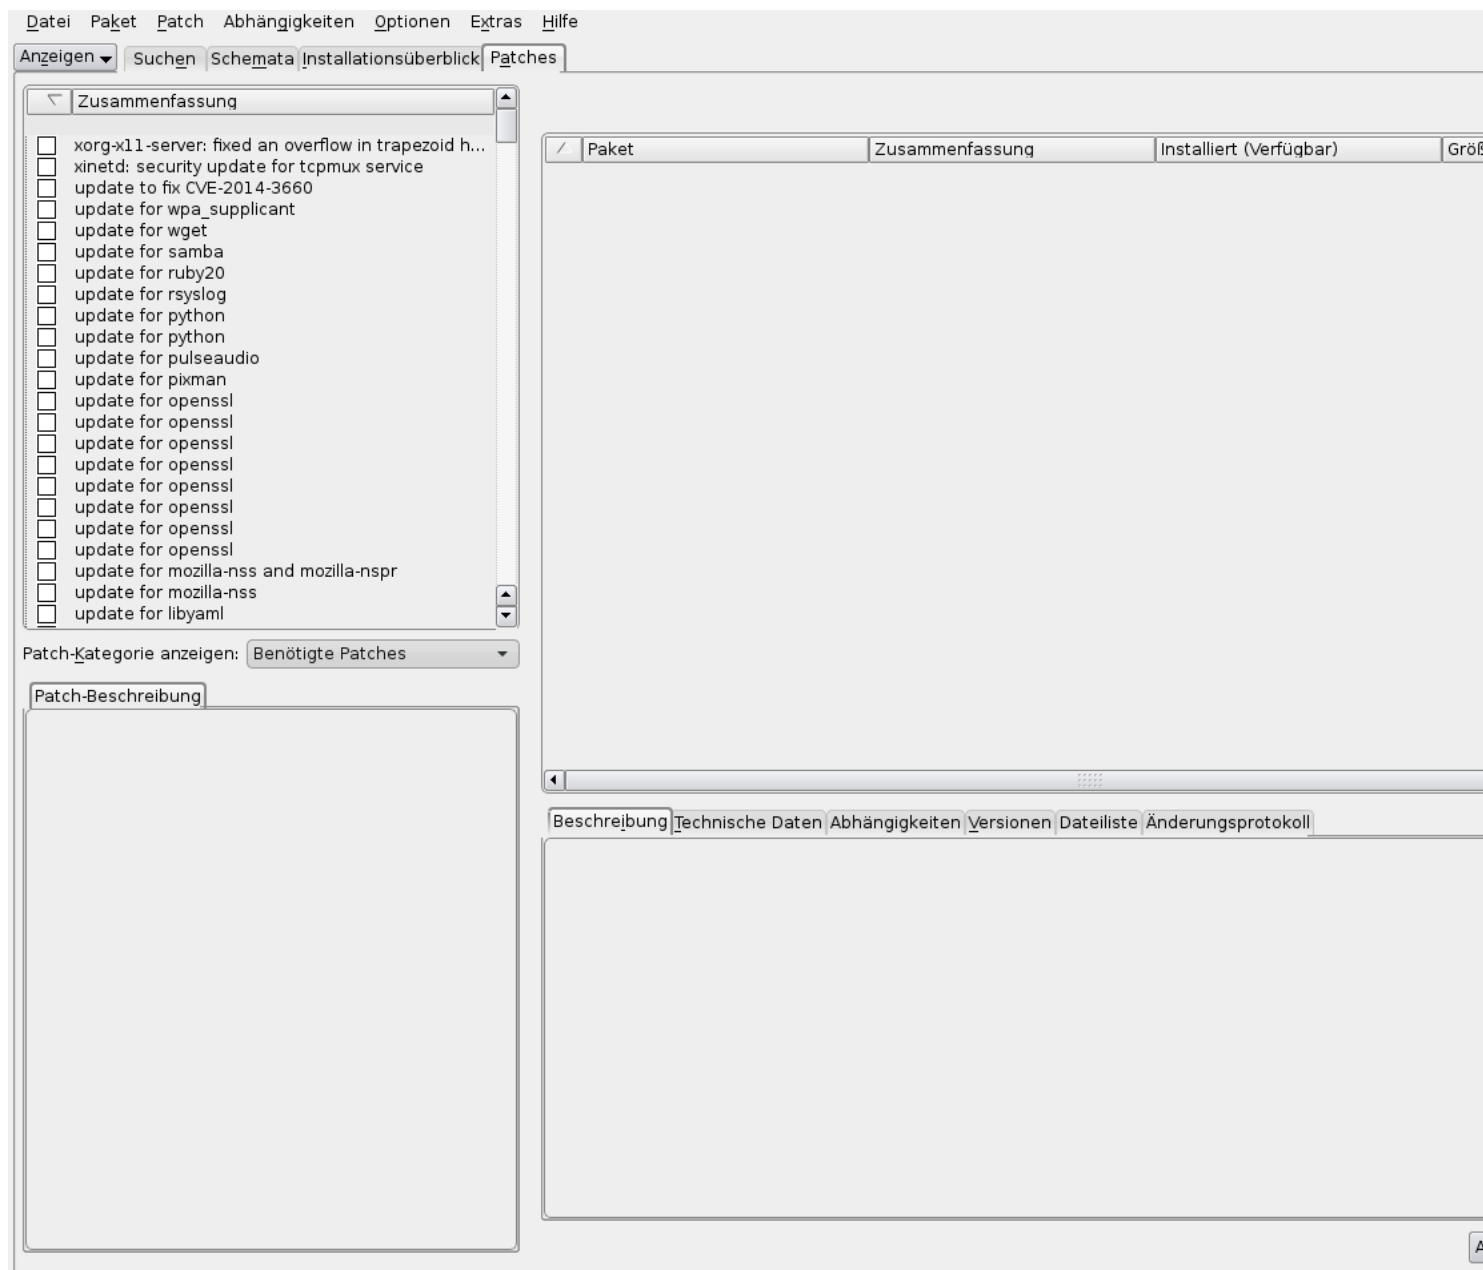 Datei Paket Patch Abhängigkeiten Optionen Extras Hilfe
Anzeigen Suchen Schemata Installationsüberblick Patches
Zusammenfassung
xorg-x11-server: fixed an overflow in trapezoid h...
xinetd: security update for tcpmux service
update to fix CVE-2014-3660
update for wpa_supplicant
update for wget
update for samba
update for ruby20
update for rsyslog
update for python
update for python
update for pulseaudio
update for pixman
update for openssl
update for openssl
update for openssl
update for openssl
update for openssl
update for openssl
update for openssl
update for openssl
update for mozilla-nss and mozilla-nspr
update for mozilla-nss
update for libyaml
Patch-Kategorie anzeigen: Benötigte Patches
Patch-Beschreibung
Paket Zusammenfassung Installiert (Verfügbar)
Beschreibung Technische Daten Abhängigkeiten Versionen Dateiliste Änderungsprotokoll